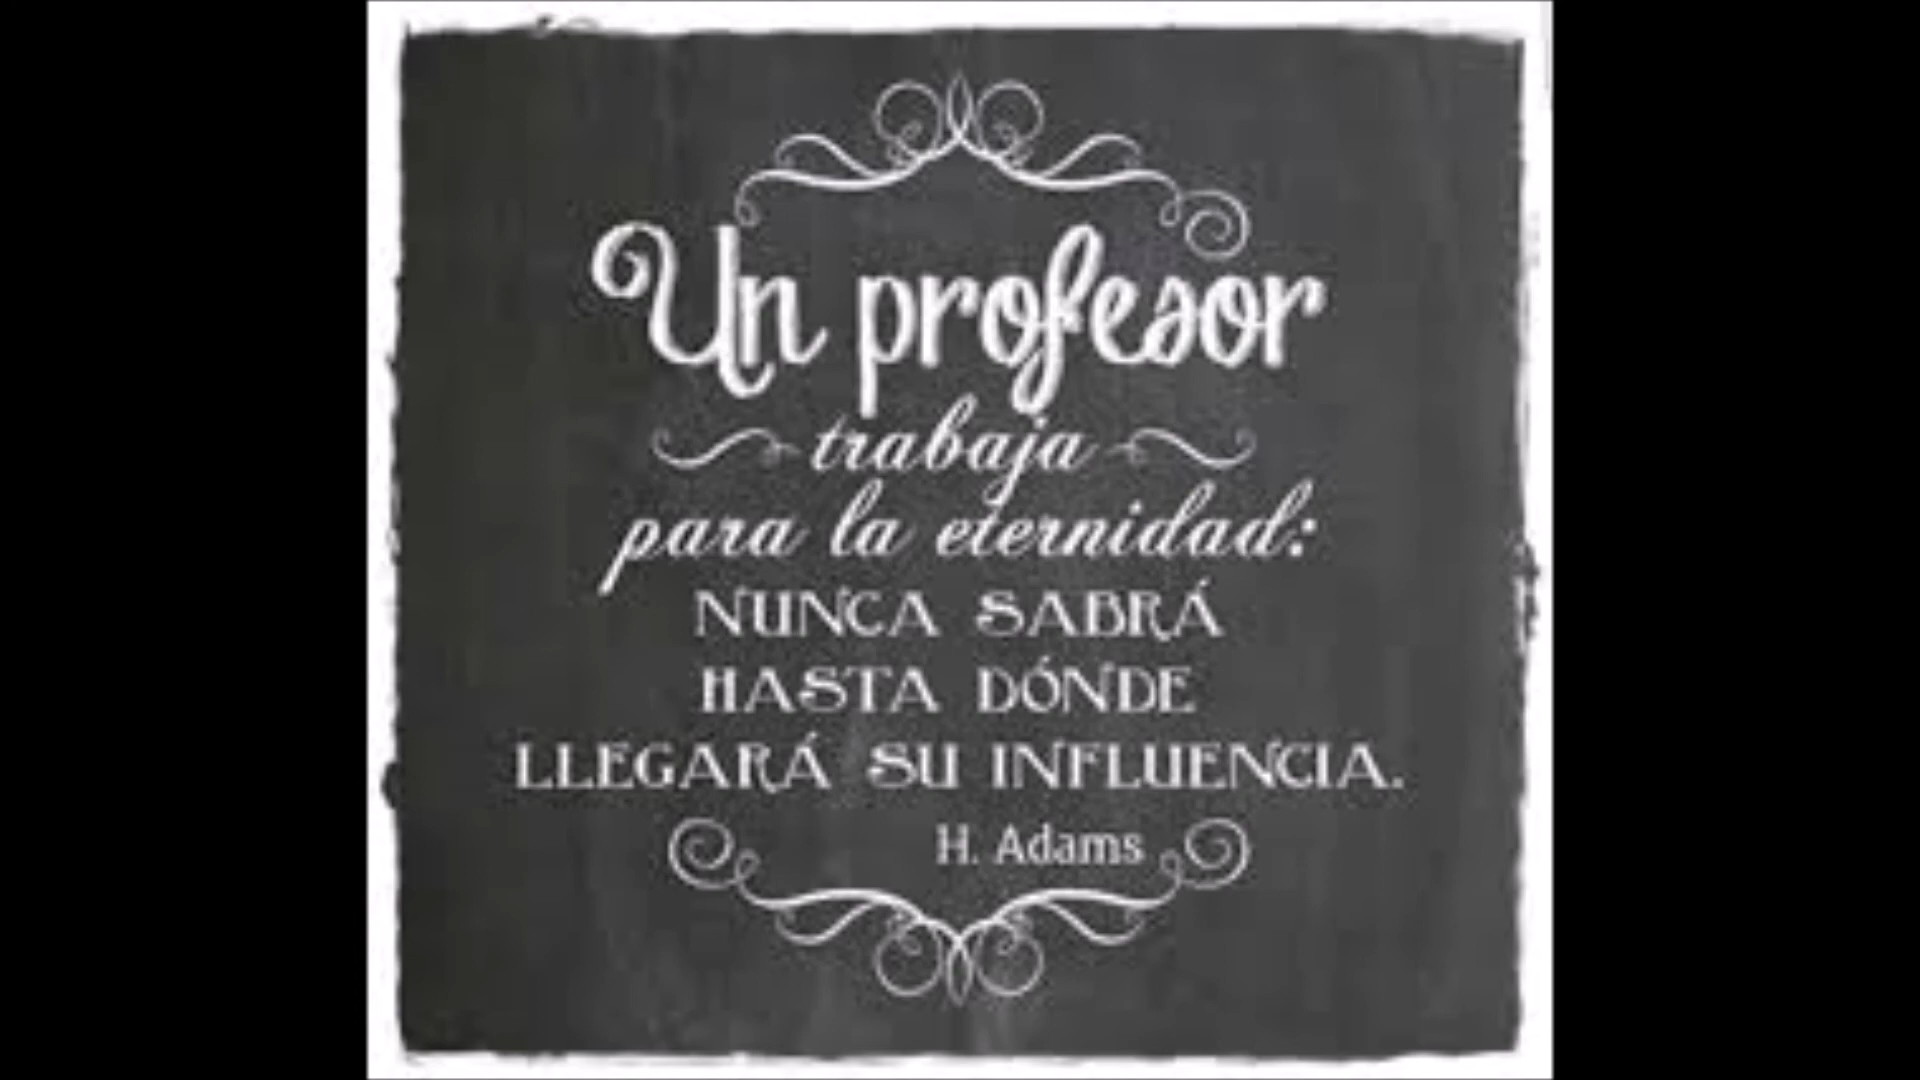 Un profesor
trabaja
para la eternidad:
NUNCA SABRÁ
HASTA DÓNDE
LLEGARÁ SU INFLUENCIA.
H. Adams